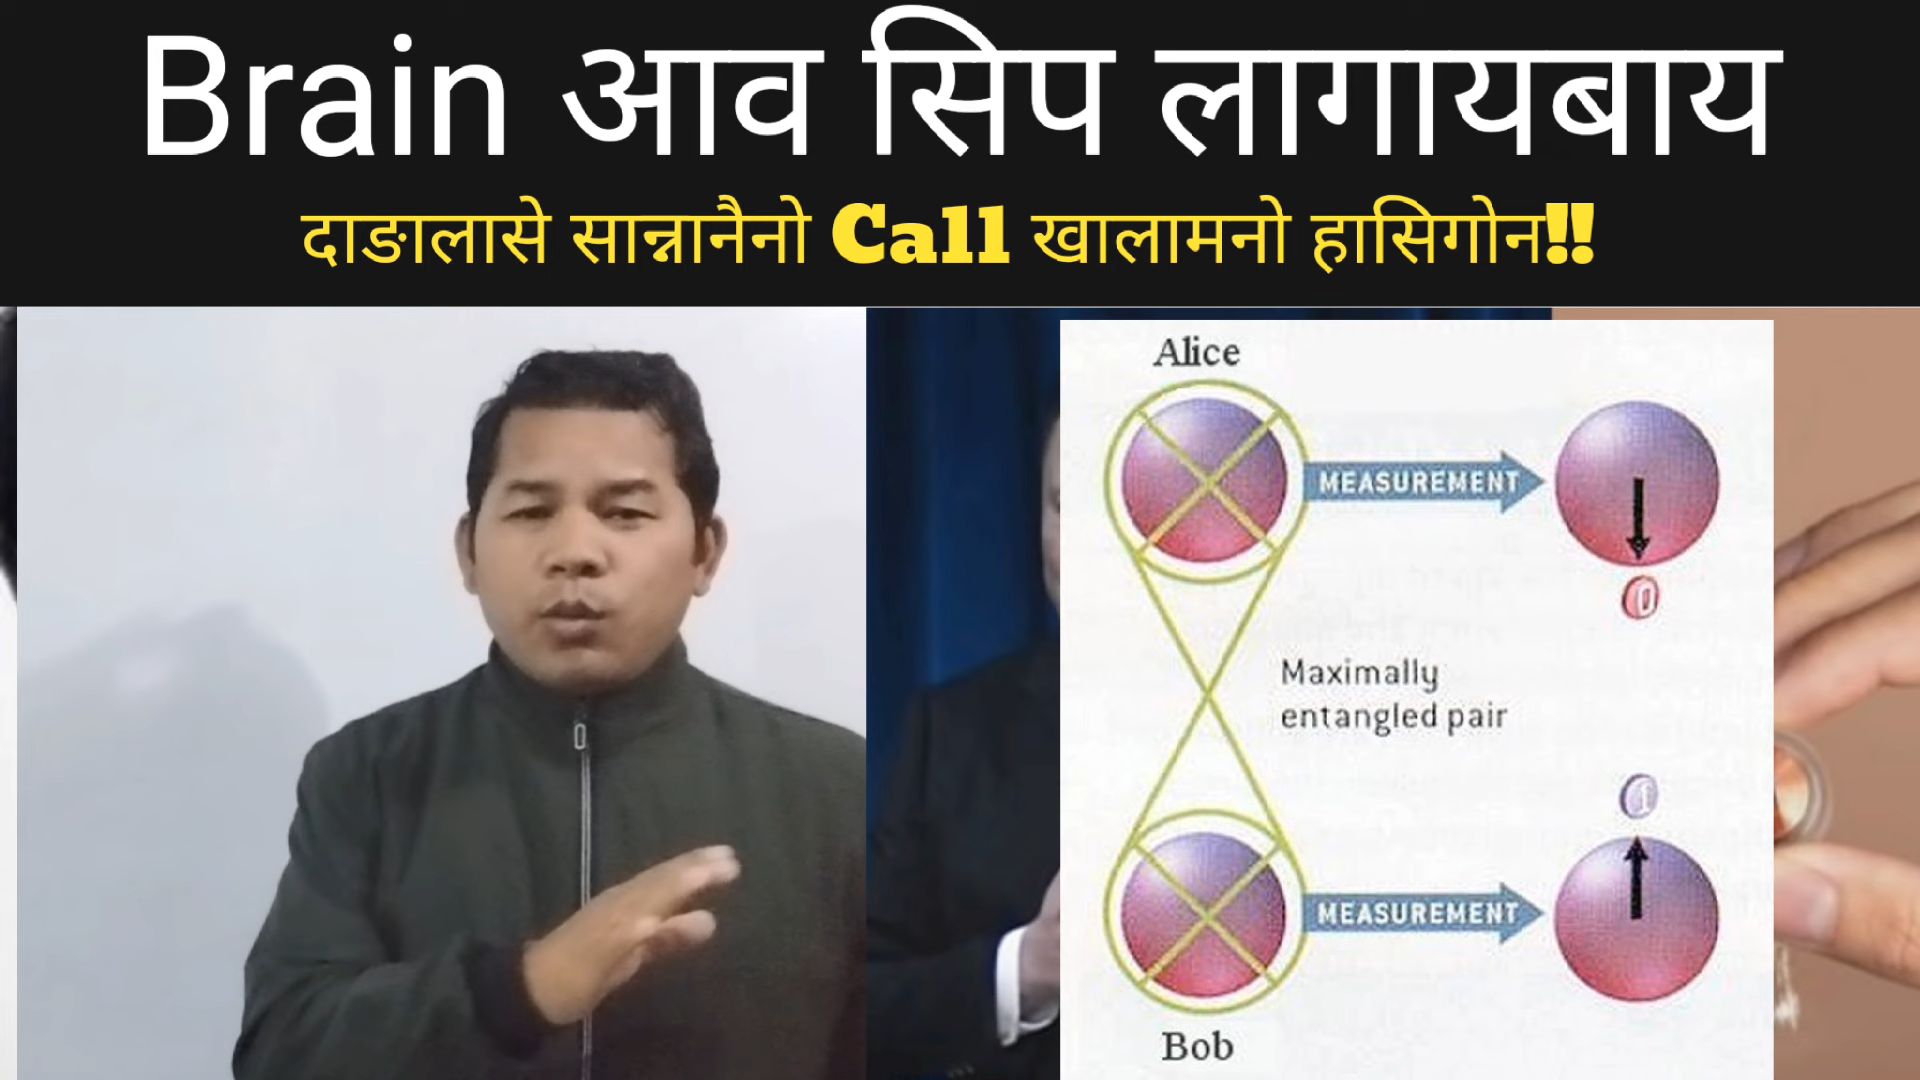 Brain आव सिप लागायबाय
दाङालासे सान्नानैनो Call खालामनो हासिगोन!!
Alice
MEASUREMENT
0
Maximally
entangled pair
1
MEASUREMENT
Bob